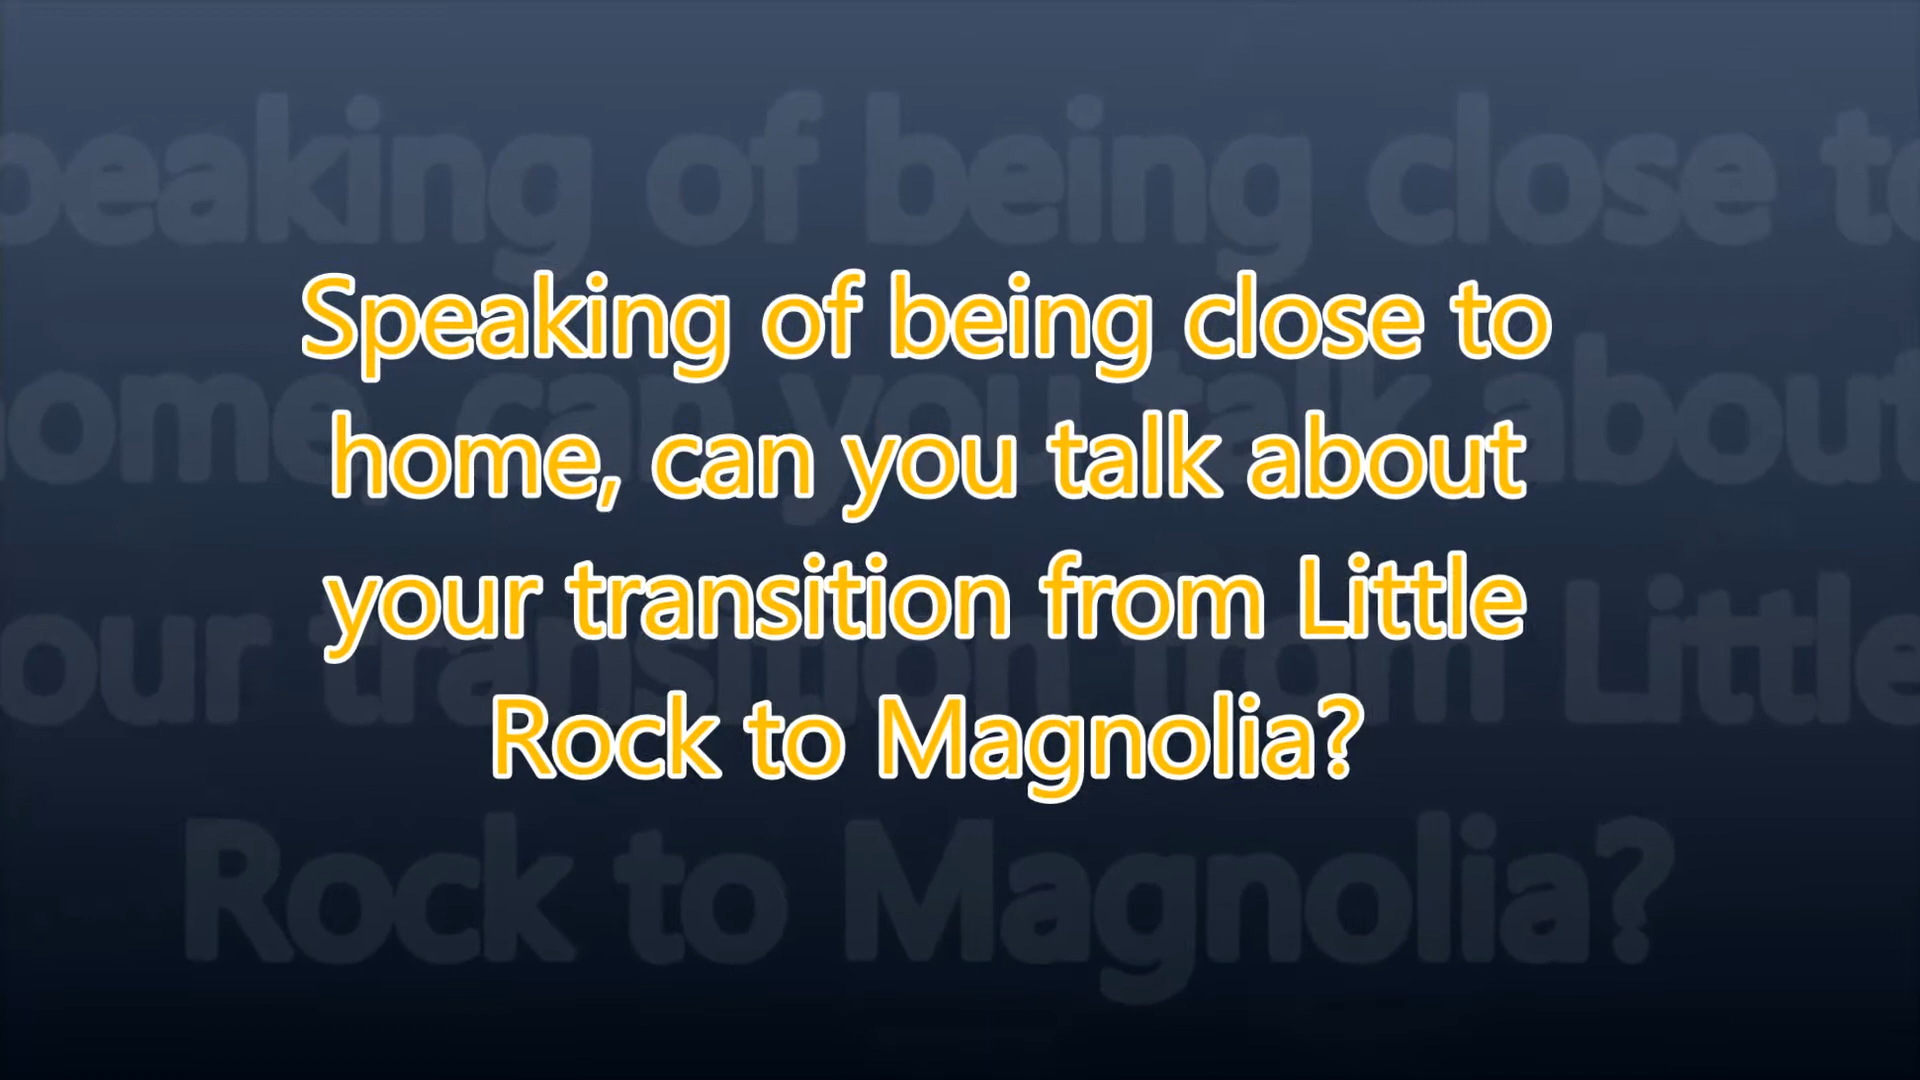 Speaking of being close to
home, can you talk about
your transition from Little
Rock to Magnolia?